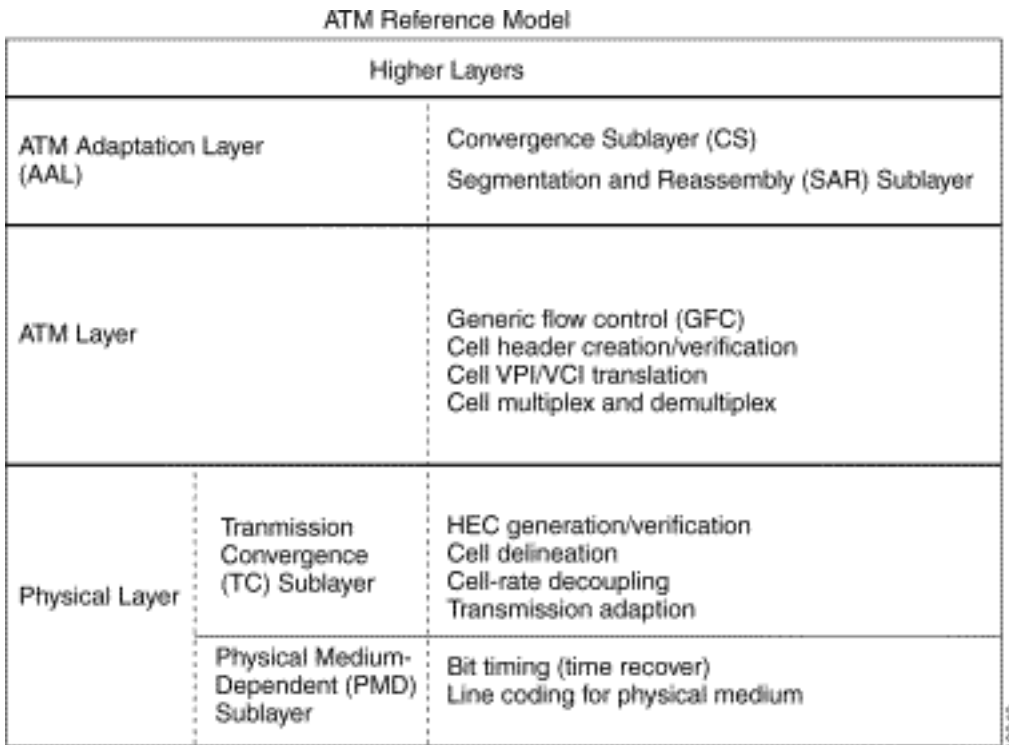 ATM Reference Model
Higher Layers
ATM Adaptation Layer
(AAL)
Convergence Sublayer (CS)
Segmentation and Reassembly (SAR) Sublayer
ATM Layer
Generic flow control (GFC)
Cell header creation/verification
Cell VPI/VCI translation
Cell multiplex and demultiplex
Physical Layer
Tranmission
Convergence
(TC) Sublayer
HEC generation/verification
Cell delineation
Cell-rate decoupling
Transmission adaption
Physical Medium-
Dependent (PMD)
Sublayer
Bit timing (time recover)
Line coding for physical medium